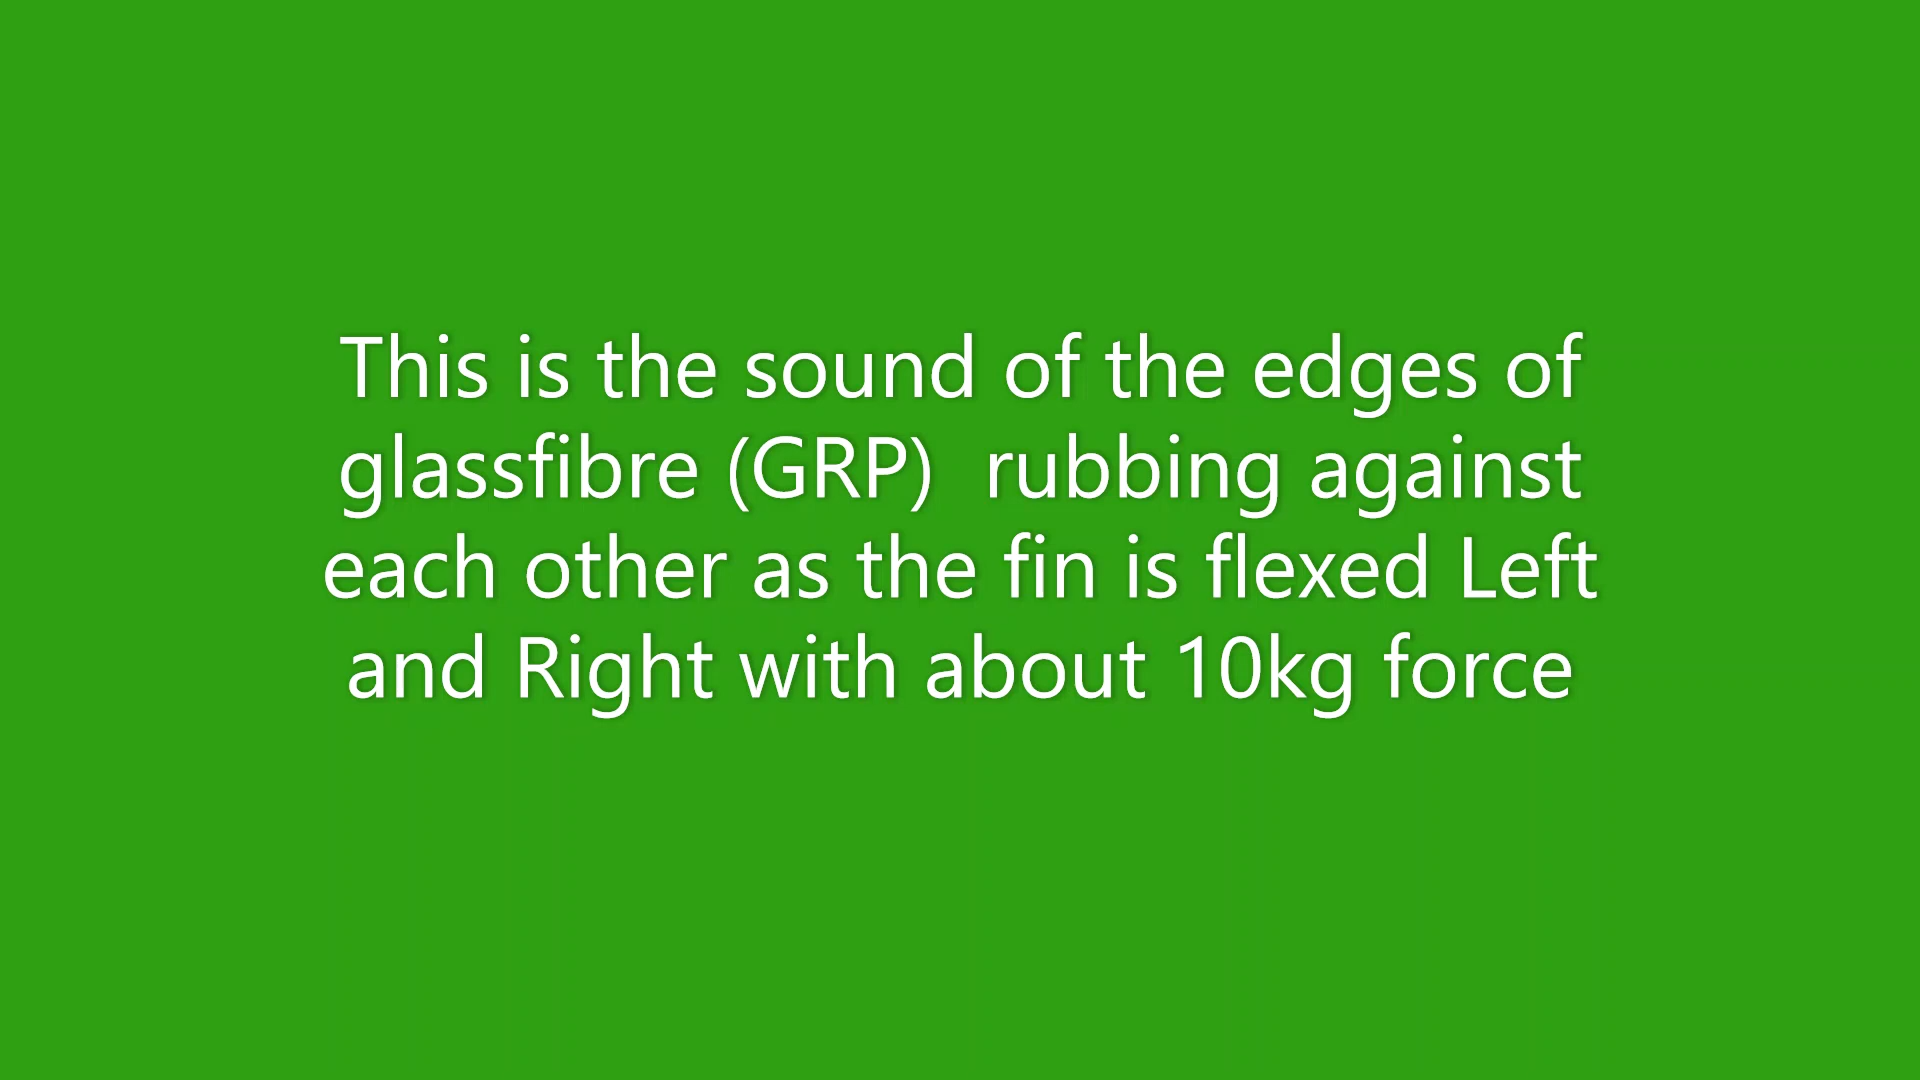 This is the sound of the edges of
glassfibre (GRP)  rubbing against
each other as the fin is flexed Left
and Right with about 10kg force